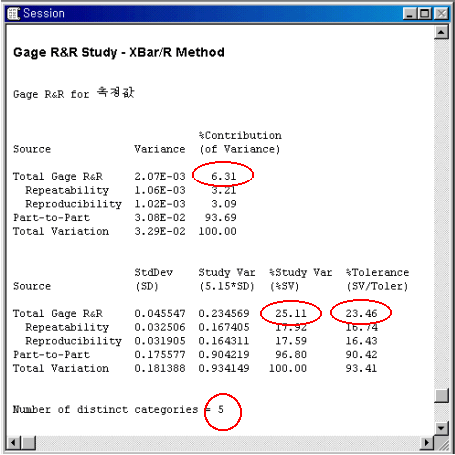 Session
Gage R&R Study - XBar/R Method
Gage R&R for 측정값
%Contribution
Source Variance (of Variance)
Total Gage R&R 2.07E-03 6.31
Repeatability 1.06E-03 3.21
Reproducibility 1.02E-03 3.09
Part-to-Part 3.08E-02 93.69
Total Variation 3.29E-02 100.00
StdDev Study Var %Study Var %Tolerance
Source (SD) (5.15*SD) (%SV) (SV/Toler)
Total Gage R&R 0.045547 0.234569 25.11 23.46
Repeatability 0.032506 0.167405 17.92 16.74
Reproducibility 0.031905 0.164311 17.59 16.43
Part-to-Part 0.175577 0.904219 96.80 90.42
Total Variation 0.181388 0.934149 100.00 93.41
Number of distinct categories = 5